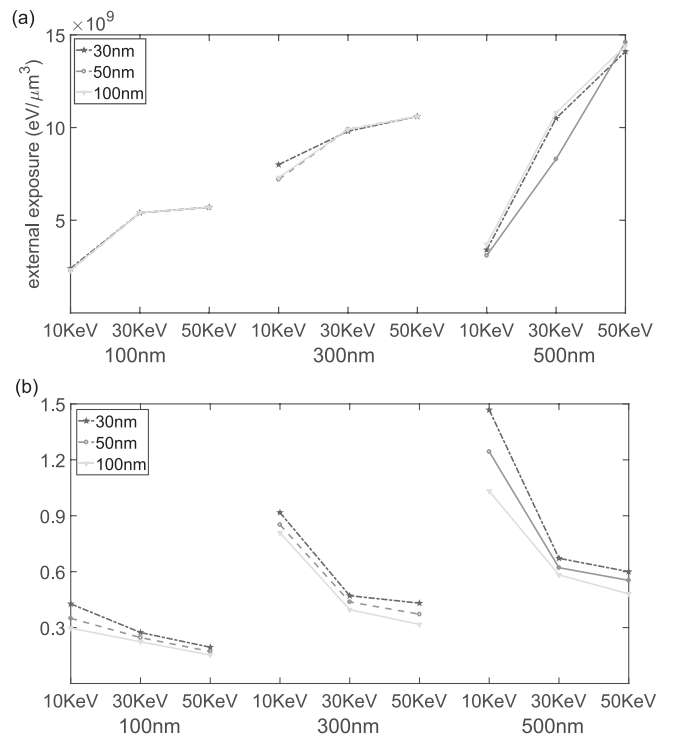 (a)
×10⁹
15
10
5
external exposure (eV/μm³)
30nm
50nm
100nm
10KeV 30KeV 50KeV 10KeV 30KeV 50KeV 10KeV 30KeV 50KeV
100nm 300nm 500nm
(b)
1.5
1.2
0.9
0.6
0.3
30nm
50nm
100nm
10KeV 30KeV 50KeV 10KeV 30KeV 50KeV 10KeV 30KeV 50KeV
100nm 300nm 500nm